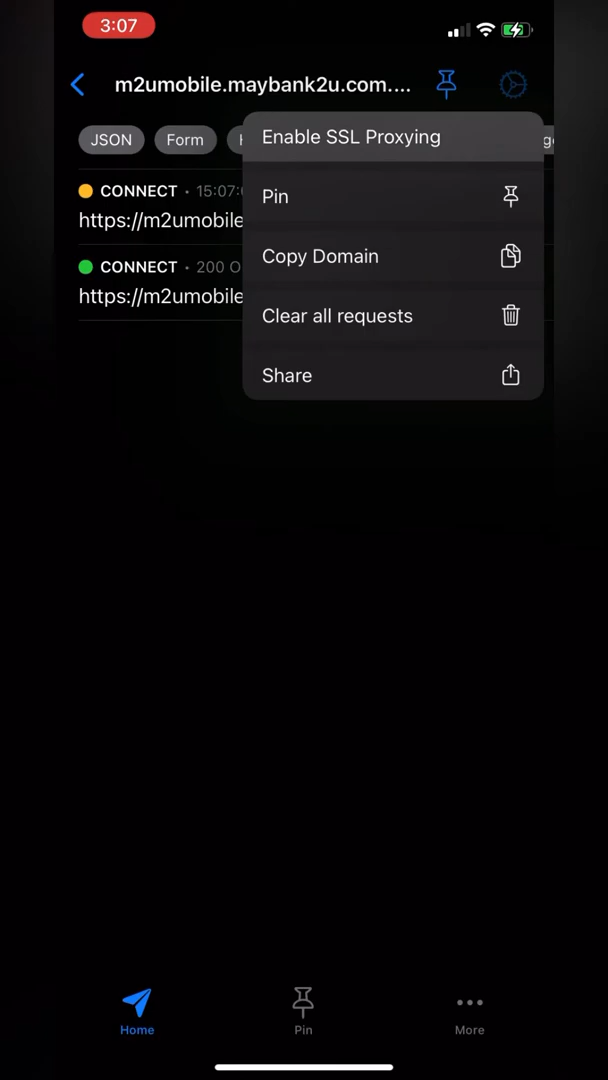 3:07
m2umobile.maybank2u.com....
JSON
Form
Enable SSL Proxying
CONNECT • 15:07:
https://m2umobile
Pin
Copy Domain
CONNECT • 200 O
https://m2umobile
Clear all requests
Share
Home
Pin
More